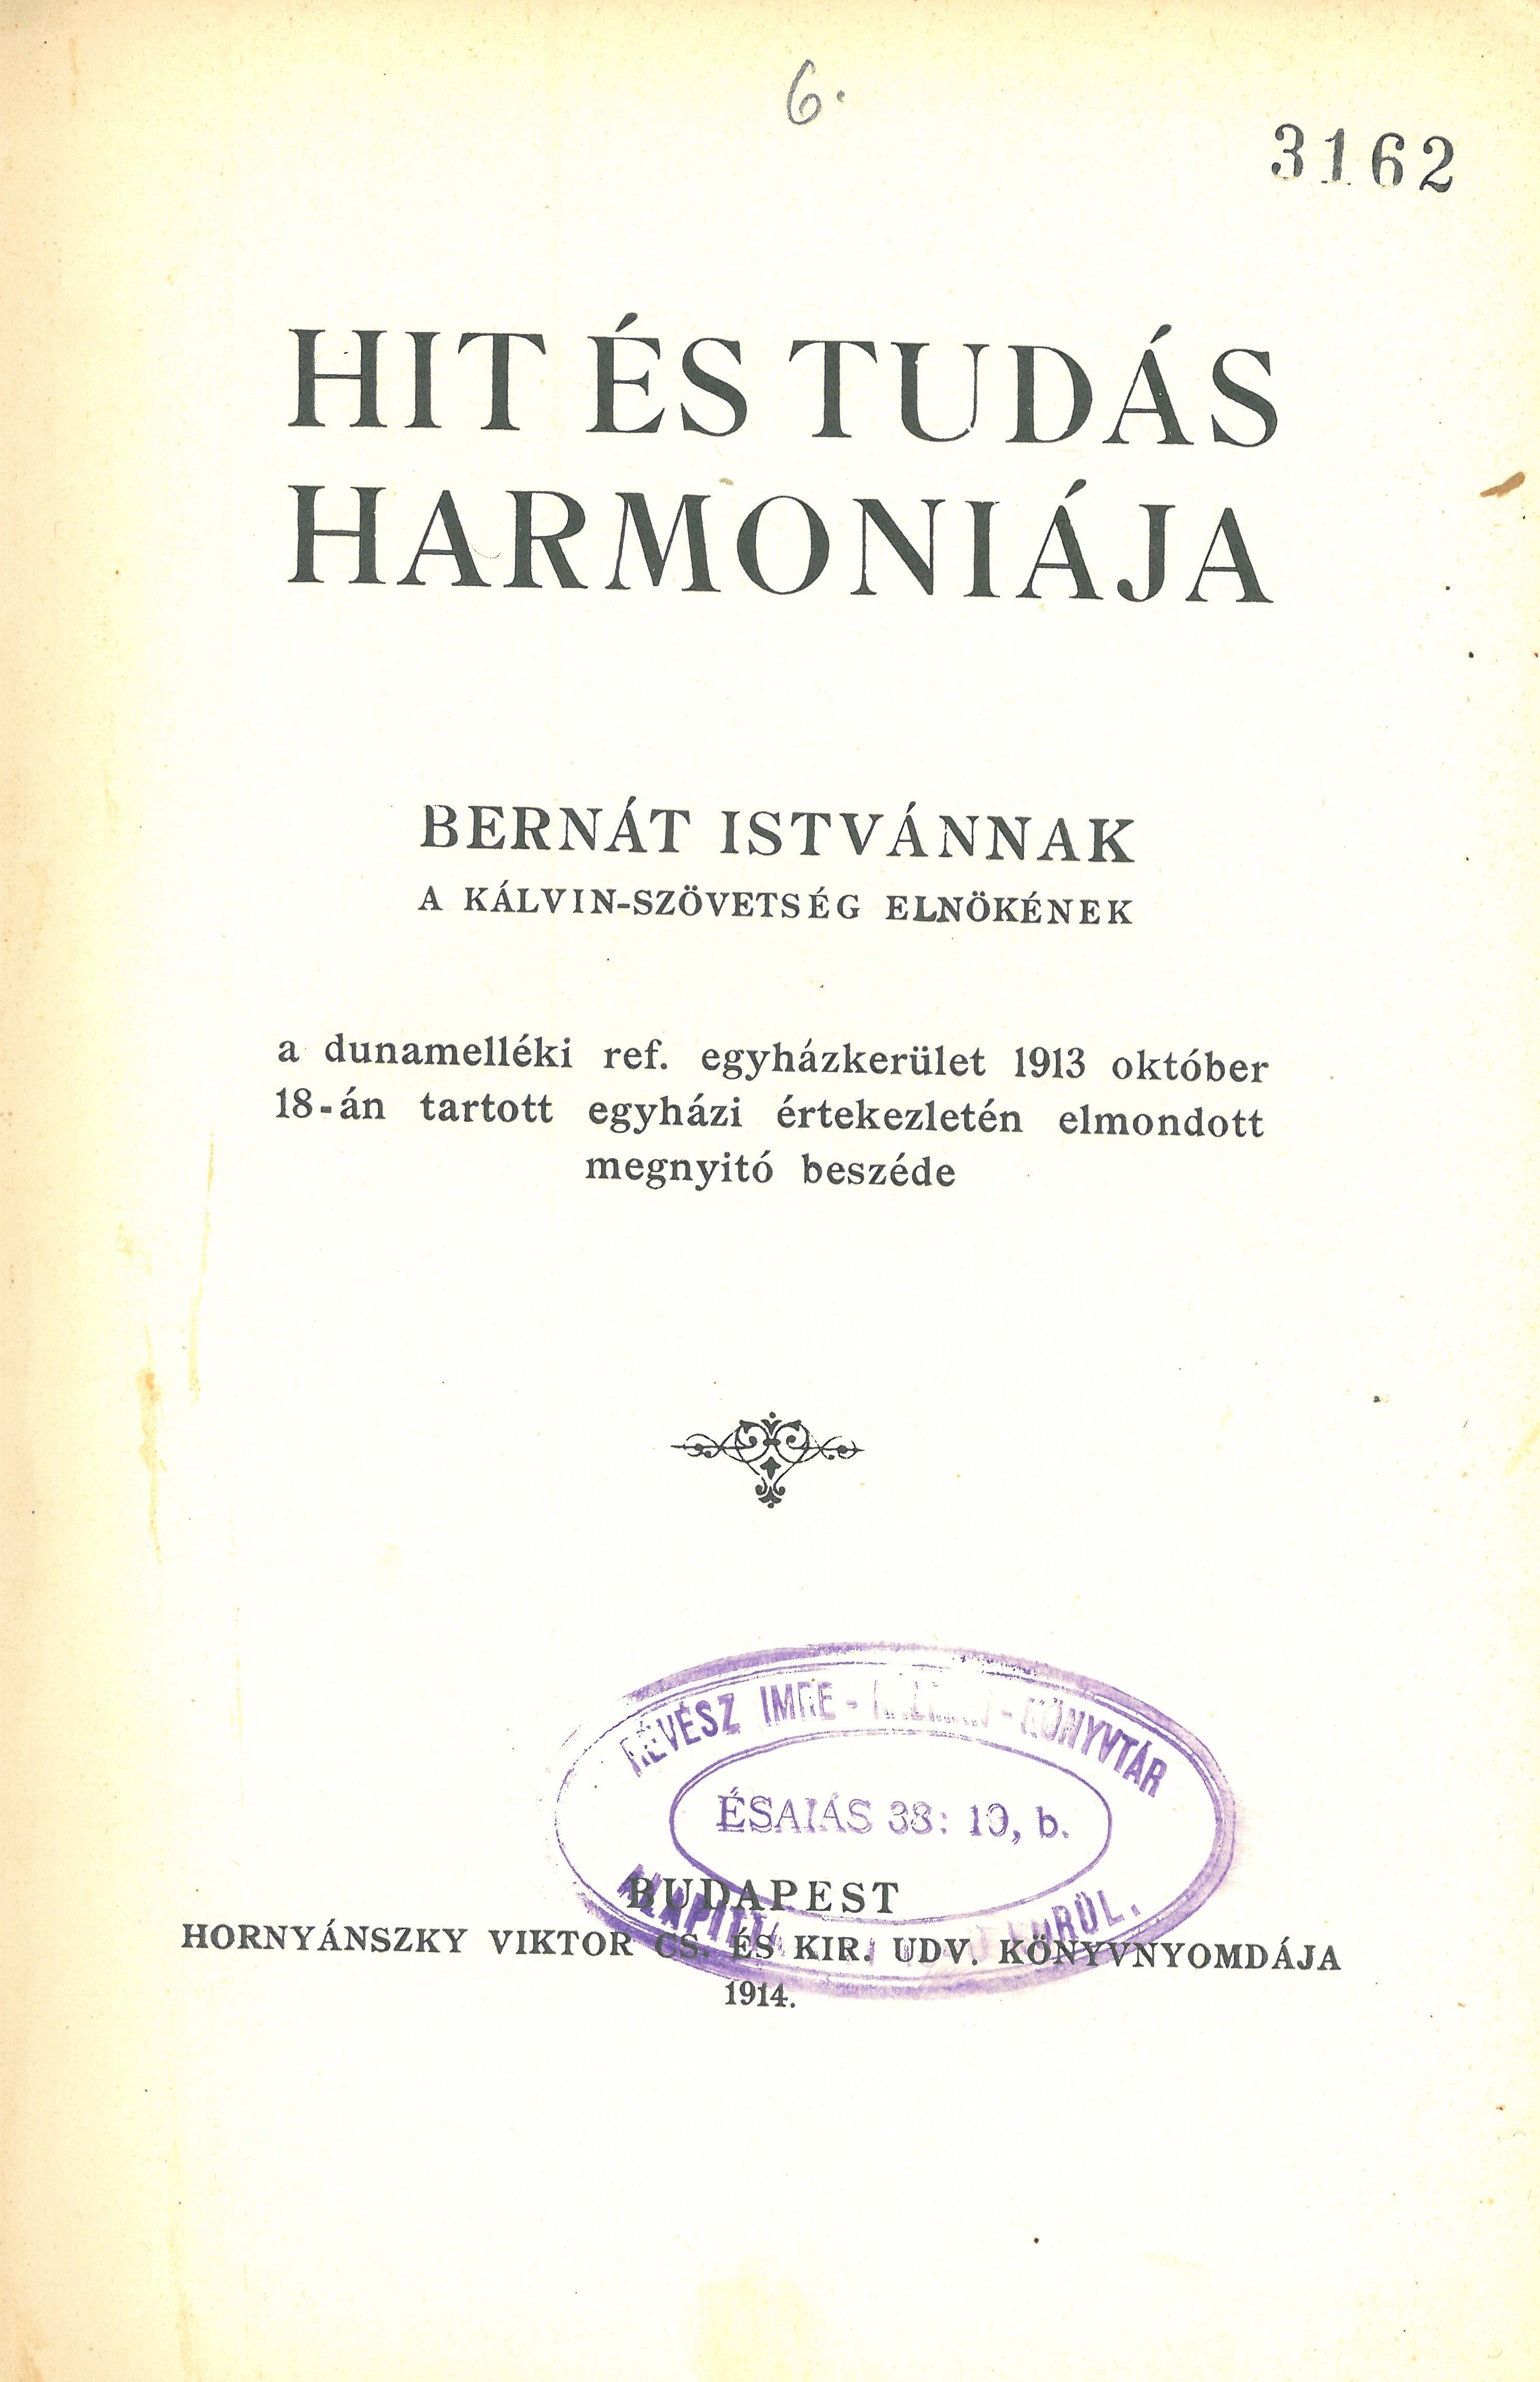 6.
3162
HIT ÉS TUDÁS
HARMONIÁJA
BERNÁT ISTVÁNNAK
A KÁLVIN-SZÖVETSÉG ELNÖKÉNEK
a dunamelléki ref. egyházkerület 1913 október
18-án tartott egyházi értekezletén elmondott
megnyitó beszéde
RÉVÉSZ IMRE - - KÖNYVTÁR
ÉSAIÁS 38: 19, b.
BUDAPEST
HORNYÁNSZKY VIKTOR CS. ÉS KIR. UDV. KÖNYVNYOMDÁJA
1914.